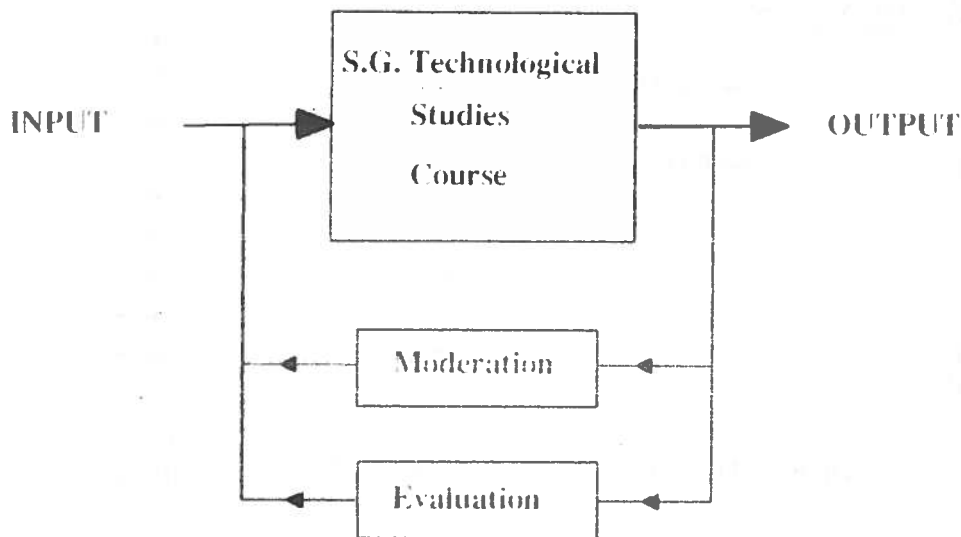 S.G. Technological
Studies
Course
INPUT
OUTPUT
Moderation
Evaluation